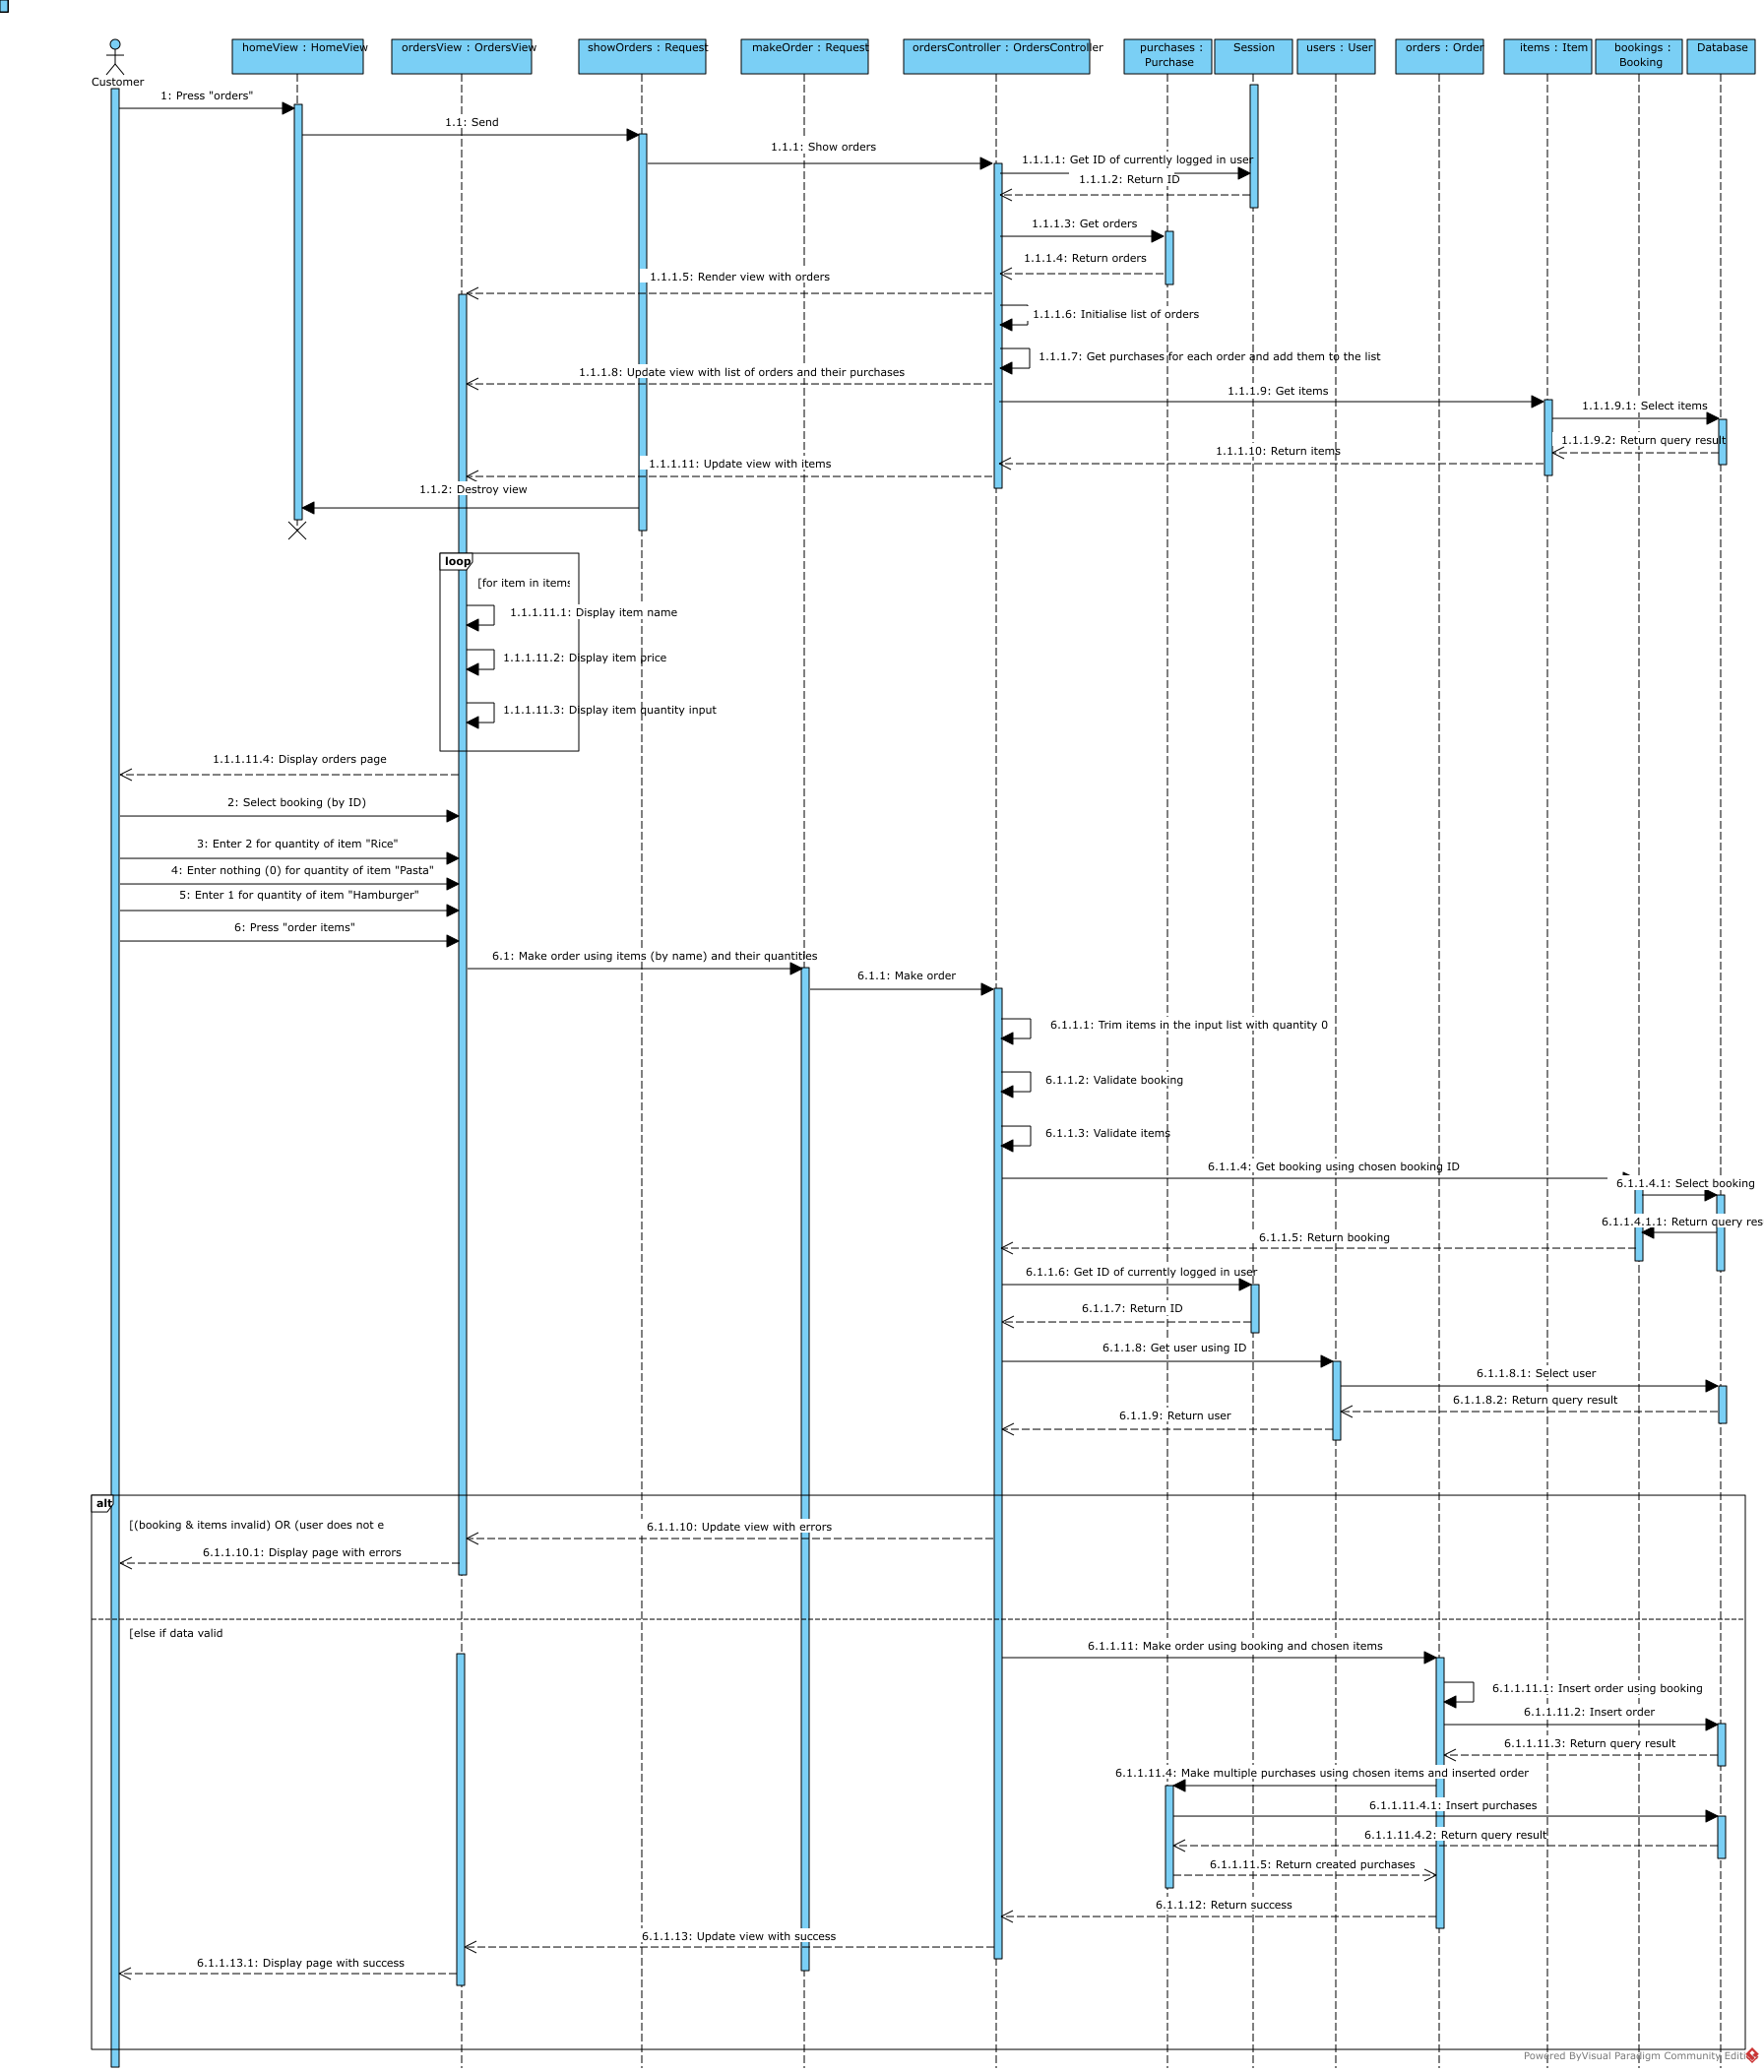 homeView : HomeView
ordersView : OrdersView
showOrders : Request
makeOrder : Request
ordersController : OrdersController
purchases :
Purchase
Session
users : User
orders : Order
items : Item
bookings :
Booking
Database
Customer
1: Press "orders"
1.1: Send
1.1.1: Show orders
1.1.1.1: Get ID of currently logged in user
1.1.1.2: Return ID
1.1.1.3: Get orders
1.1.1.4: Return orders
1.1.1.5: Render view with orders
1.1.1.6: Initialise list of orders
1.1.1.7: Get purchases for each order and add them to the list
1.1.1.8: Update view with list of orders and their purchases
1.1.1.9: Get items
1.1.1.9.1: Select items
1.1.1.9.2: Return query result
1.1.1.10: Return items
1.1.1.11: Update view with items
1.1.2: Destroy view
loop
[for item in items
1.1.1.11.1: Display item name
1.1.1.11.2: Display item price
1.1.1.11.3: Display item quantity input
1.1.1.11.4: Display orders page
2: Select booking (by ID)
3: Enter 2 for quantity of item "Rice"
4: Enter nothing (0) for quantity of item "Pasta"
5: Enter 1 for quantity of item "Hamburger"
6: Press "order items"
6.1: Make order using items (by name) and their quantities
6.1.1: Make order
6.1.1.1: Trim items in the input list with quantity 0
6.1.1.2: Validate booking
6.1.1.3: Validate items
6.1.1.4: Get booking using chosen booking ID
6.1.1.4.1: Select booking
6.1.1.4.1.1: Return query res
6.1.1.5: Return booking
6.1.1.6: Get ID of currently logged in user
6.1.1.7: Return ID
6.1.1.8: Get user using ID
6.1.1.8.1: Select user
6.1.1.8.2: Return query result
6.1.1.9: Return user
alt
[(booking & items invalid) OR (user does not e
6.1.1.10: Update view with errors
6.1.1.10.1: Display page with errors
[else if data valid
6.1.1.11: Make order using booking and chosen items
6.1.1.11.1: Insert order using booking
6.1.1.11.2: Insert order
6.1.1.11.3: Return query result
6.1.1.11.4: Make multiple purchases using chosen items and inserted order
6.1.1.11.4.1: Insert purchases
6.1.1.11.4.2: Return query result
6.1.1.11.5: Return created purchases
6.1.1.12: Return success
6.1.1.13: Update view with success
6.1.1.13.1: Display page with success
Powered ByVisual Paradigm Community Edition